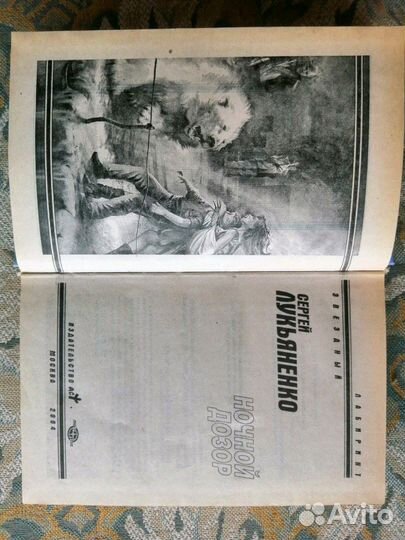 ЗВЕЗДНЫЙ ЛАБИРИНТ
СЕРГЕЙ
ЛУКЬЯНЕНКО
НОЧНОЙ
ДОЗОР
ИЗДАТЕЛЬСТВО АСТ
МОСКВА 2004
Avito